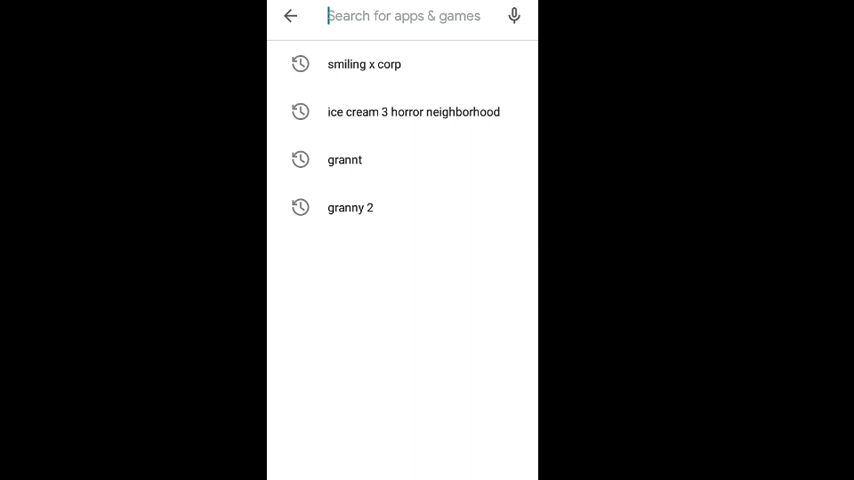 Search for apps & games
smiling x corp
ice cream 3 horror neighborhood
grannt
granny 2